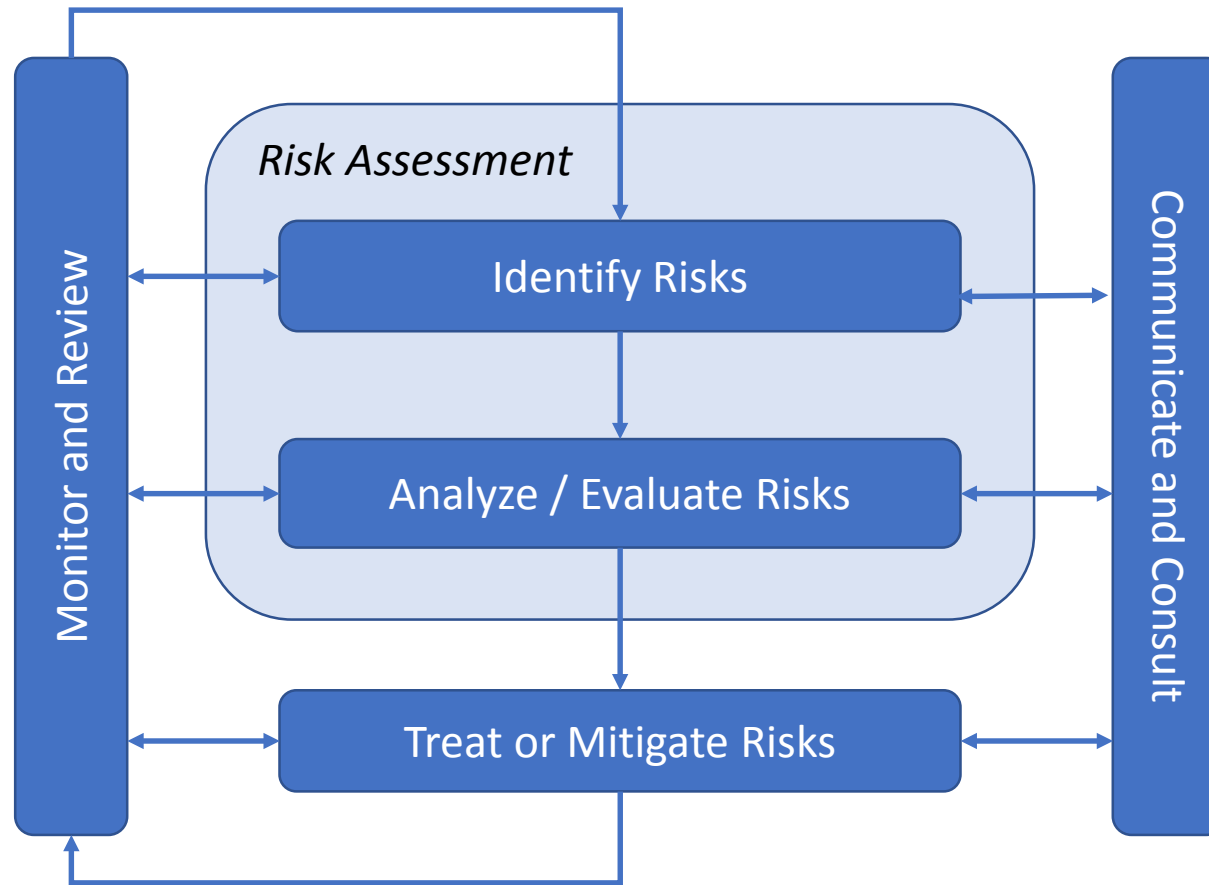 Risk Assessment
Identify Risks
Analyze / Evaluate Risks
Treat or Mitigate Risks
Monitor and Review
Communicate and Consult